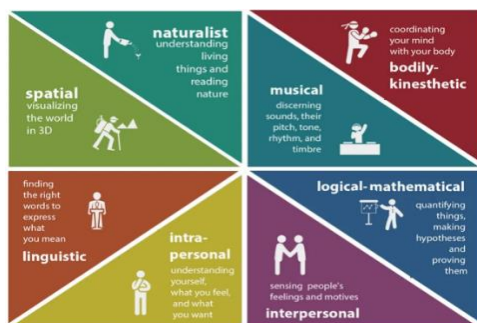 naturalist
understanding
living
things and
reading
nature
spatial
visualizing
the world
in 3D
coordinating
your mind
with your body
bodily-
kinesthetic
musical
discerning
sounds, their
pitch, tone,
rhythm, and
timbre
finding
the right
words to
express
what
you mean
linguistic
intra-
personal
understanding
yourself,
what you feel,
and what
you want
logical-mathematical
quantifying
things,
making
hypotheses and
proving
them
sensing people's
feelings and motives
interpersonal